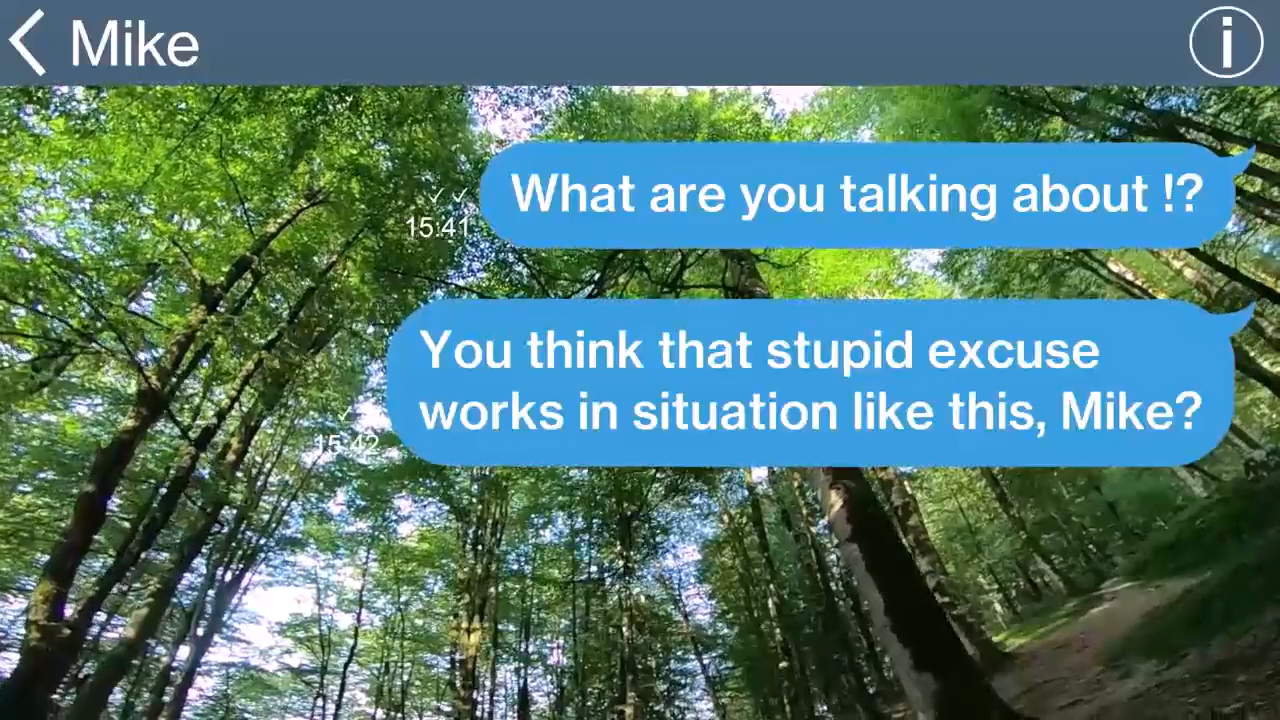 Mike
What are you talking about !?
15:41
You think that stupid excuse
works in situation like this, Mike?
15:42